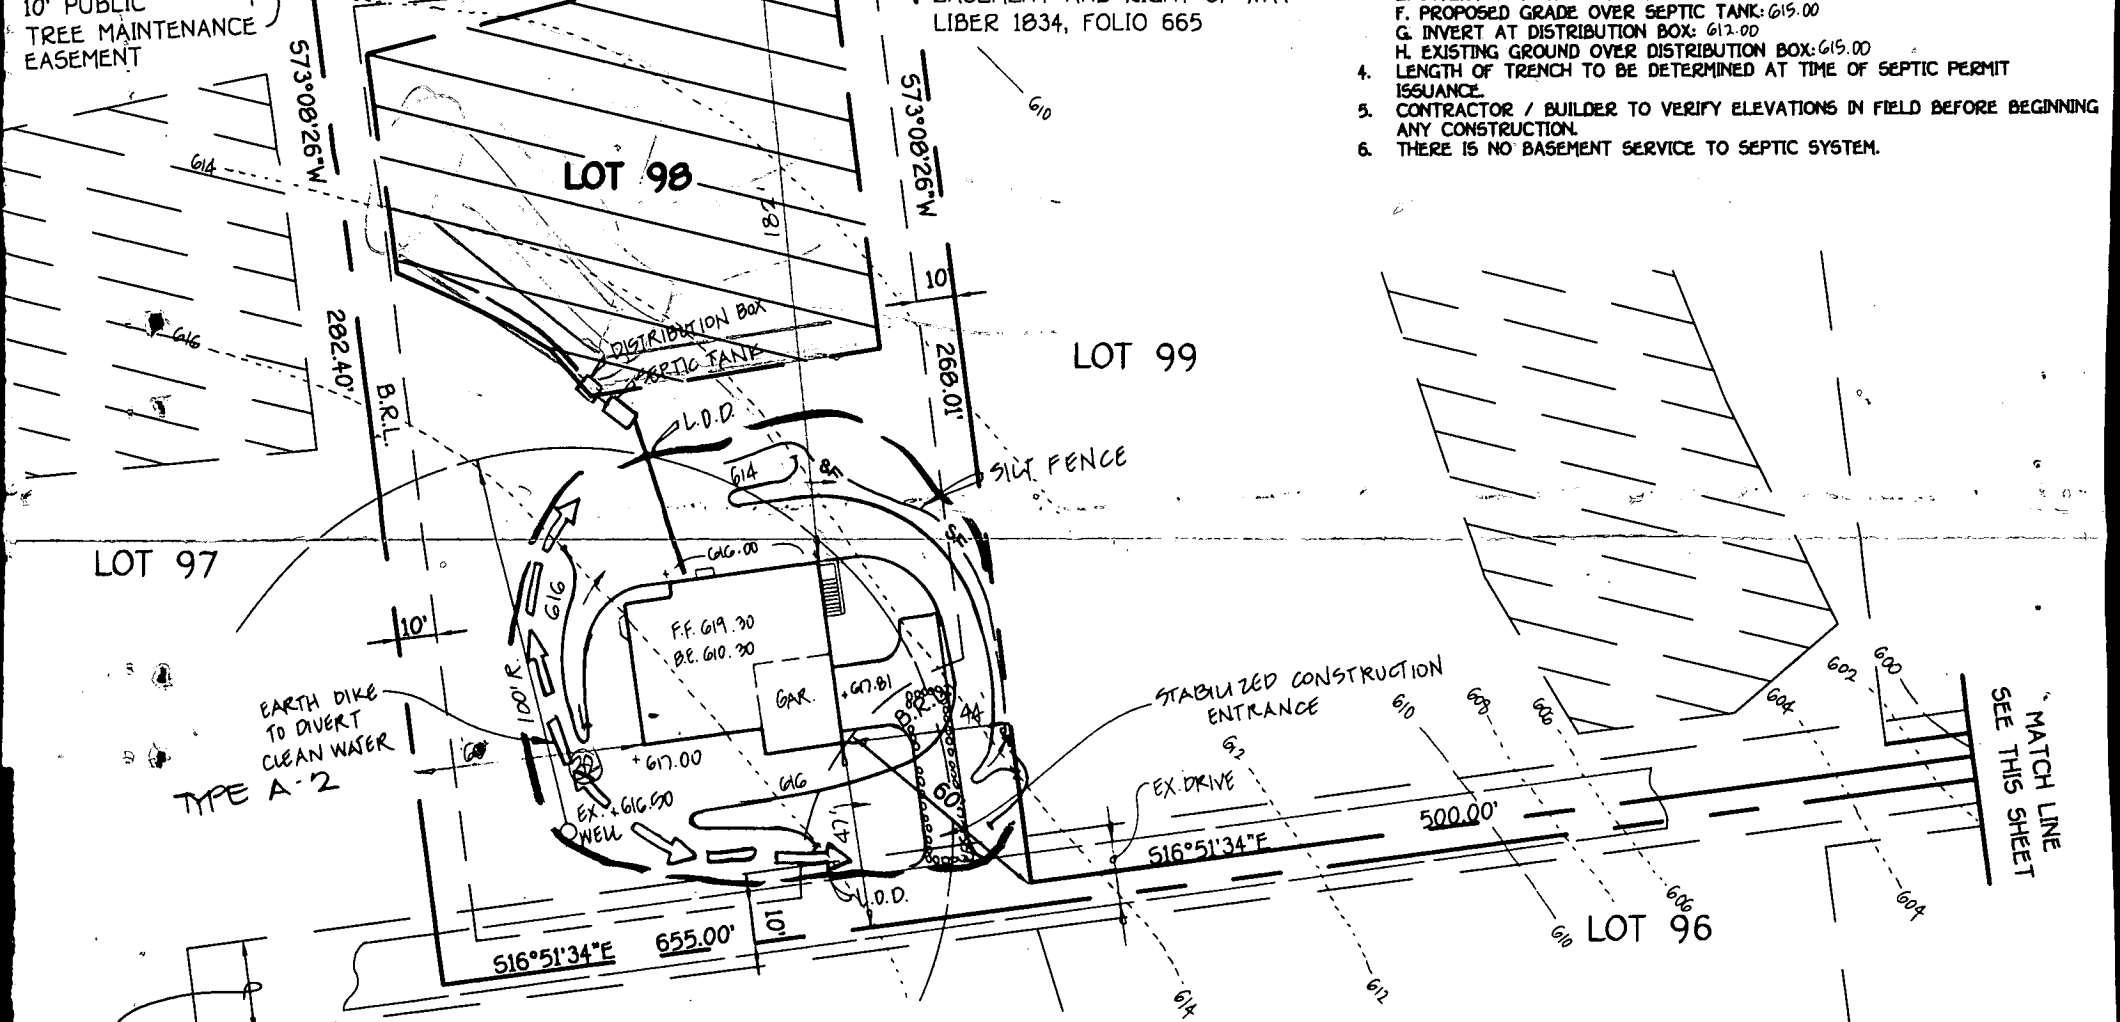 10' PUBLIC
TREE MAINTENANCE
EASEMENT
LIBER 1834, FOLIO 665
F. PROPOSED GRADE OVER SEPTIC TANK: 615.00
G. INVERT AT DISTRIBUTION BOX: 612.00
H. EXISTING GROUND OVER DISTRIBUTION BOX: 615.00
4. LENGTH OF TRENCH TO BE DETERMINED AT TIME OF SEPTIC PERMIT
ISSUANCE.
5. CONTRACTOR / BUILDER TO VERIFY ELEVATIONS IN FIELD BEFORE BEGINNING
ANY CONSTRUCTION.
6. THERE IS NO BASEMENT SERVICE TO SEPTIC SYSTEM.
S73°08'26"W
S73°08'26"W
610
614
LOT 98
182'
10'
616
282.40'
B.R.L.
DISTRIBUTION BOX
SEPTIC TANK
268.01'
LOT 99
L.D.D.
614
SF
SILT FENCE
SF
LOT 97
616.00
616
10'
F.F. 619.30
B.E. 610.30
GAR.
+617.81
B.R.L.
44
100' R.
EARTH DIKE
TO DIVERT
CLEAN WATER
TYPE A-2
60'
+617.00
616
EX.
WELL
+616.50
47'
60'
L.D.D.
STABILIZED CONSTRUCTION
ENTRANCE
EX. DRIVE
612
610
608
606
604
602
600
MATCH LINE
SEE THIS SHEET
500.00'
S16°51'34"E
S16°51'34"E
655.00'
10'
614
612
610
606
604
LOT 96